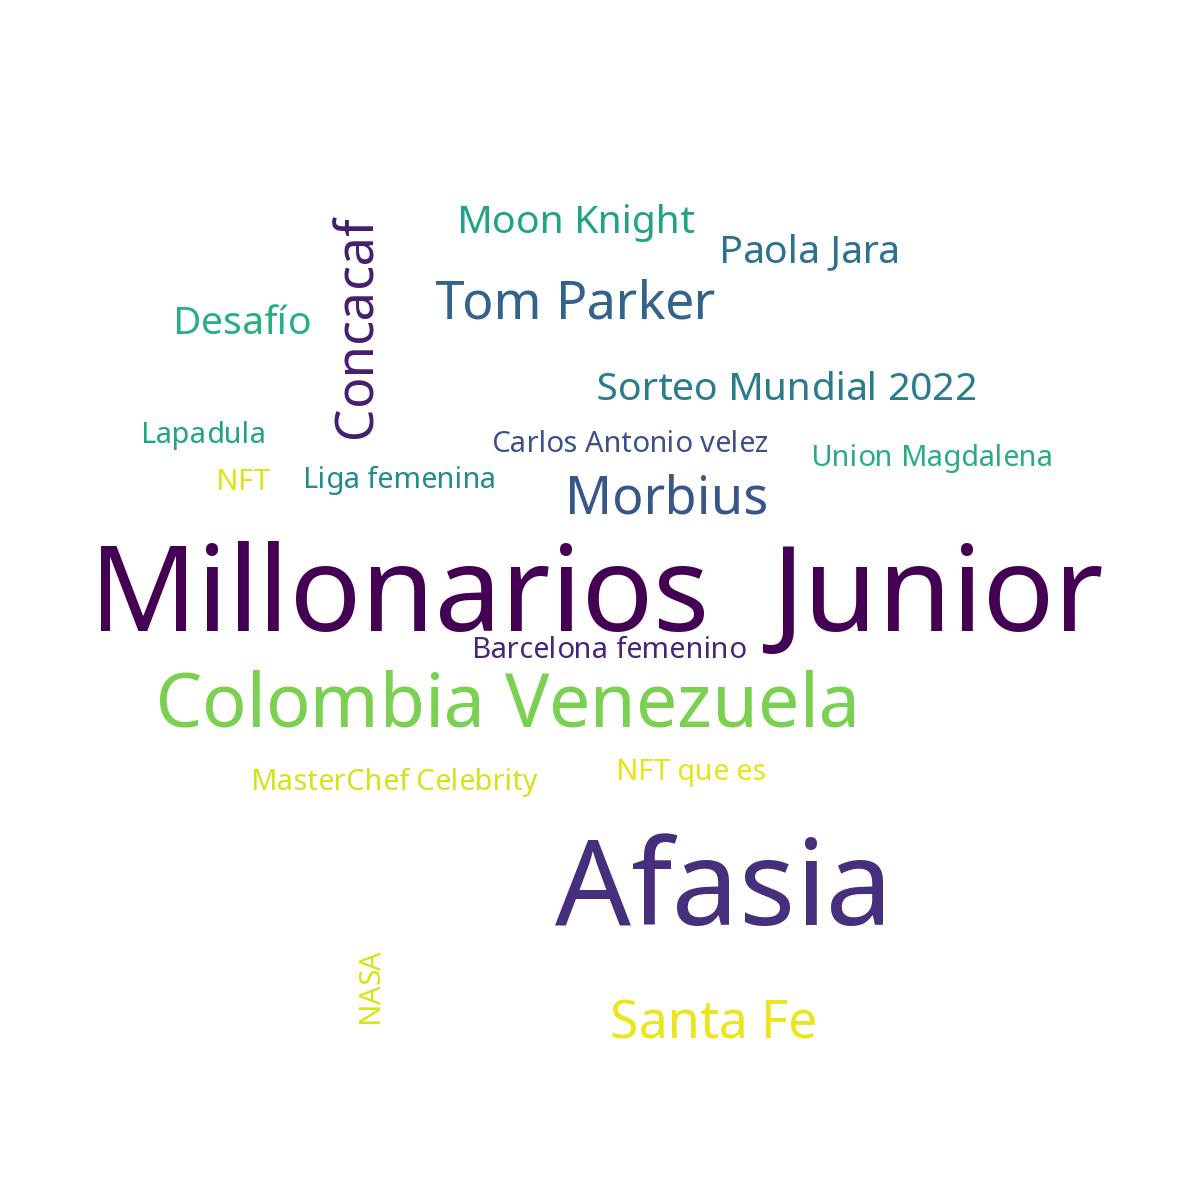 Moon Knight
Paola Jara
Concacaf
Tom Parker
Desafío
Sorteo Mundial 2022
Lapadula
Carlos Antonio velez
Union Magdalena
NFT
Liga femenina
Morbius
Millonarios Junior
Barcelona femenino
Colombia Venezuela
MasterChef Celebrity
NFT que es
Afasia
NASA
Santa Fe